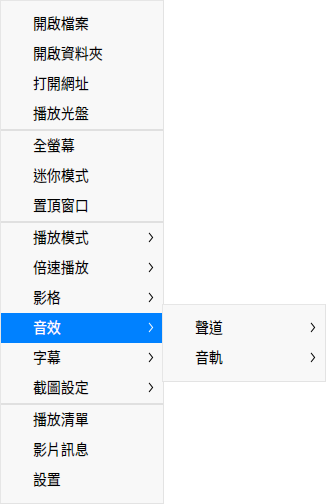 開啟檔案
開啟資料夾
打開網址
播放光盤
全螢幕
迷你模式
置頂窗口
播放模式
倍速播放
影格
音效
聲道
字幕
音軌
截圖設定
播放清單
影片訊息
設置